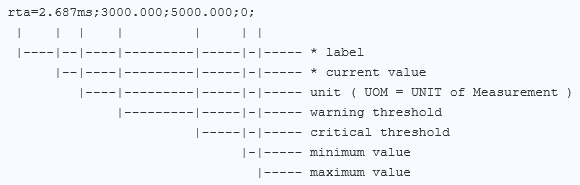 rta=2.687ms;3000.000;5000.000;0;
|    |  |    |         |     | |
|----|--|----|---------|-----|-|----- * label
|--|----|---------|-----|-|----- * current value
|----|---------|-----|-|----- unit ( UOM = UNIT of Measurement )
|---------|-----|-|----- warning threshold
|-----|-|----- critical threshold
|-|----- minimum value
|----- maximum value